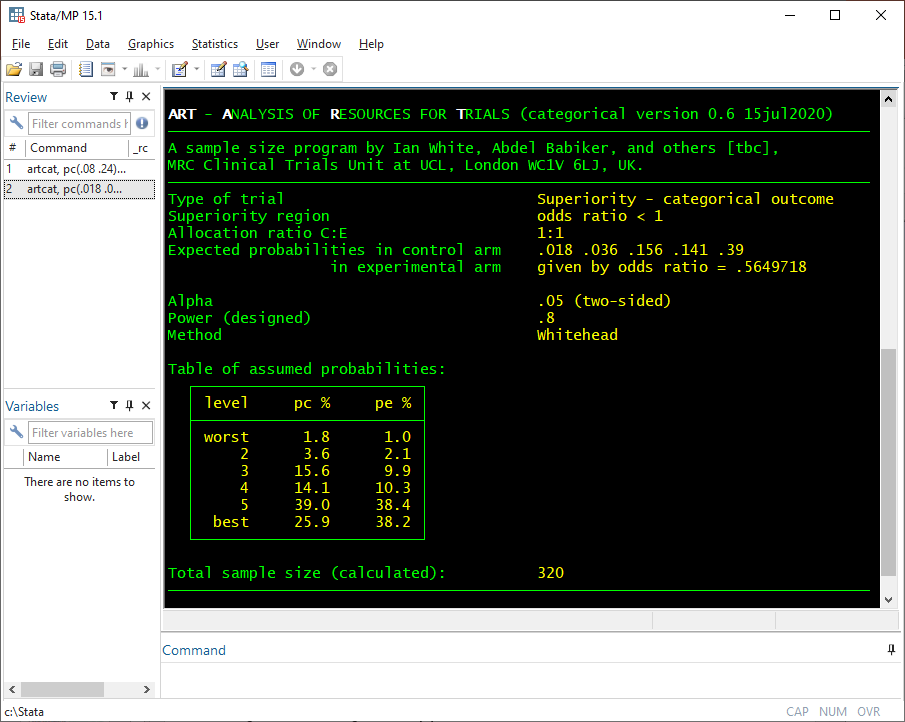 Stata/MP 15.1
File Edit Data Graphics Statistics User Window Help
Review
Filter commands h
# Command _rc
1 artcat, pc(.08 .24)...
2 artcat, pc(.018 .0...
Variables
Filter variables here
Name Label
There are no items to
show.
ART - ANALYSIS OF RESOURCES FOR TRIALS (categorical version 0.6 15jul2020)
A sample size program by Ian White, Abdel Babiker, and others [tbc],
MRC Clinical Trials Unit at UCL, London WC1V 6LJ, UK.
Type of trial Superiority - categorical outcome
Superiority region odds ratio < 1
Allocation ratio C:E 1:1
Expected probabilities in control arm .018 .036 .156 .141 .39
in experimental arm given by odds ratio = .5649718
Alpha .05 (two-sided)
Power (designed) .8
Method Whitehead
Table of assumed probabilities:
level pc % pe %
worst 1.8 1.0
2 3.6 2.1
3 15.6 9.9
4 14.1 10.3
5 39.0 38.4
best 25.9 38.2
Total sample size (calculated): 320
Command
c:\Stata CAP NUM OVR